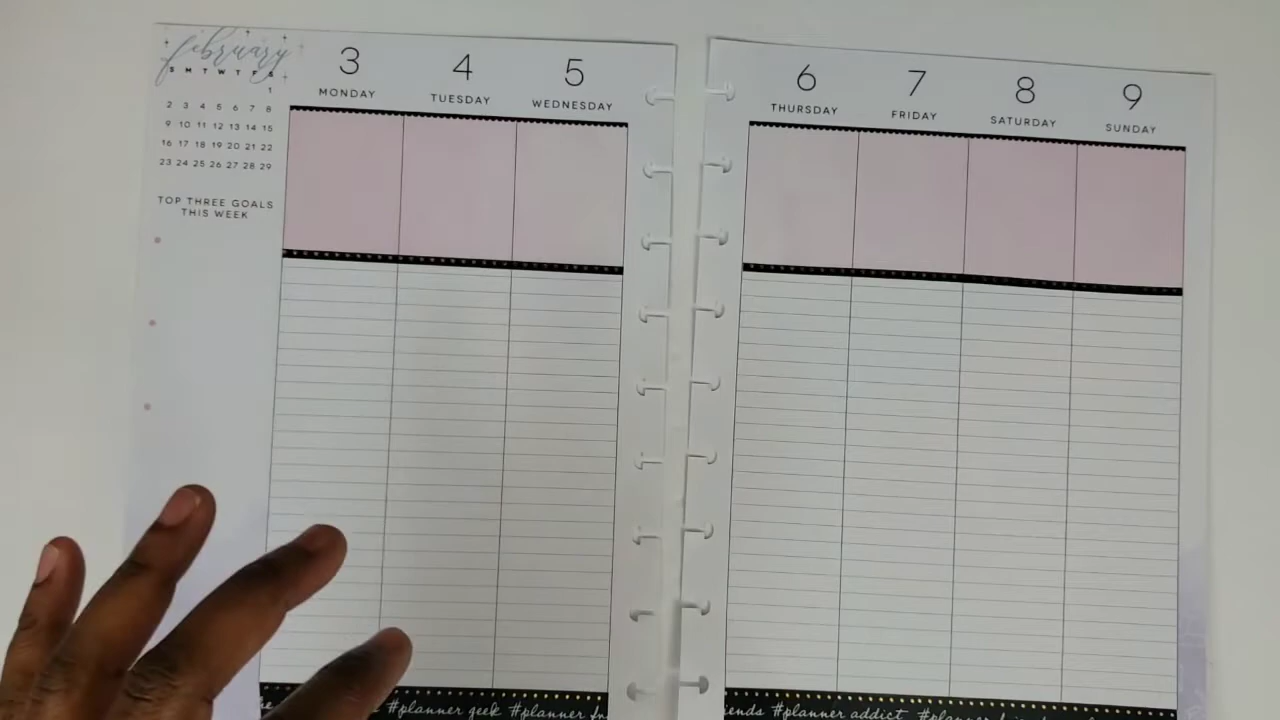 february
S M T W T F S
1
2 3 4 5 6 7 8
9 10 11 12 13 14 15
16 17 18 19 20 21 22
23 24 25 26 27 28 29
TOP THREE GOALS
THIS WEEK
3 4 5
MONDAY TUESDAY WEDNESDAY
6 7 8 9
THURSDAY FRIDAY SATURDAY SUNDAY
#planner geek #planner
#planner addict